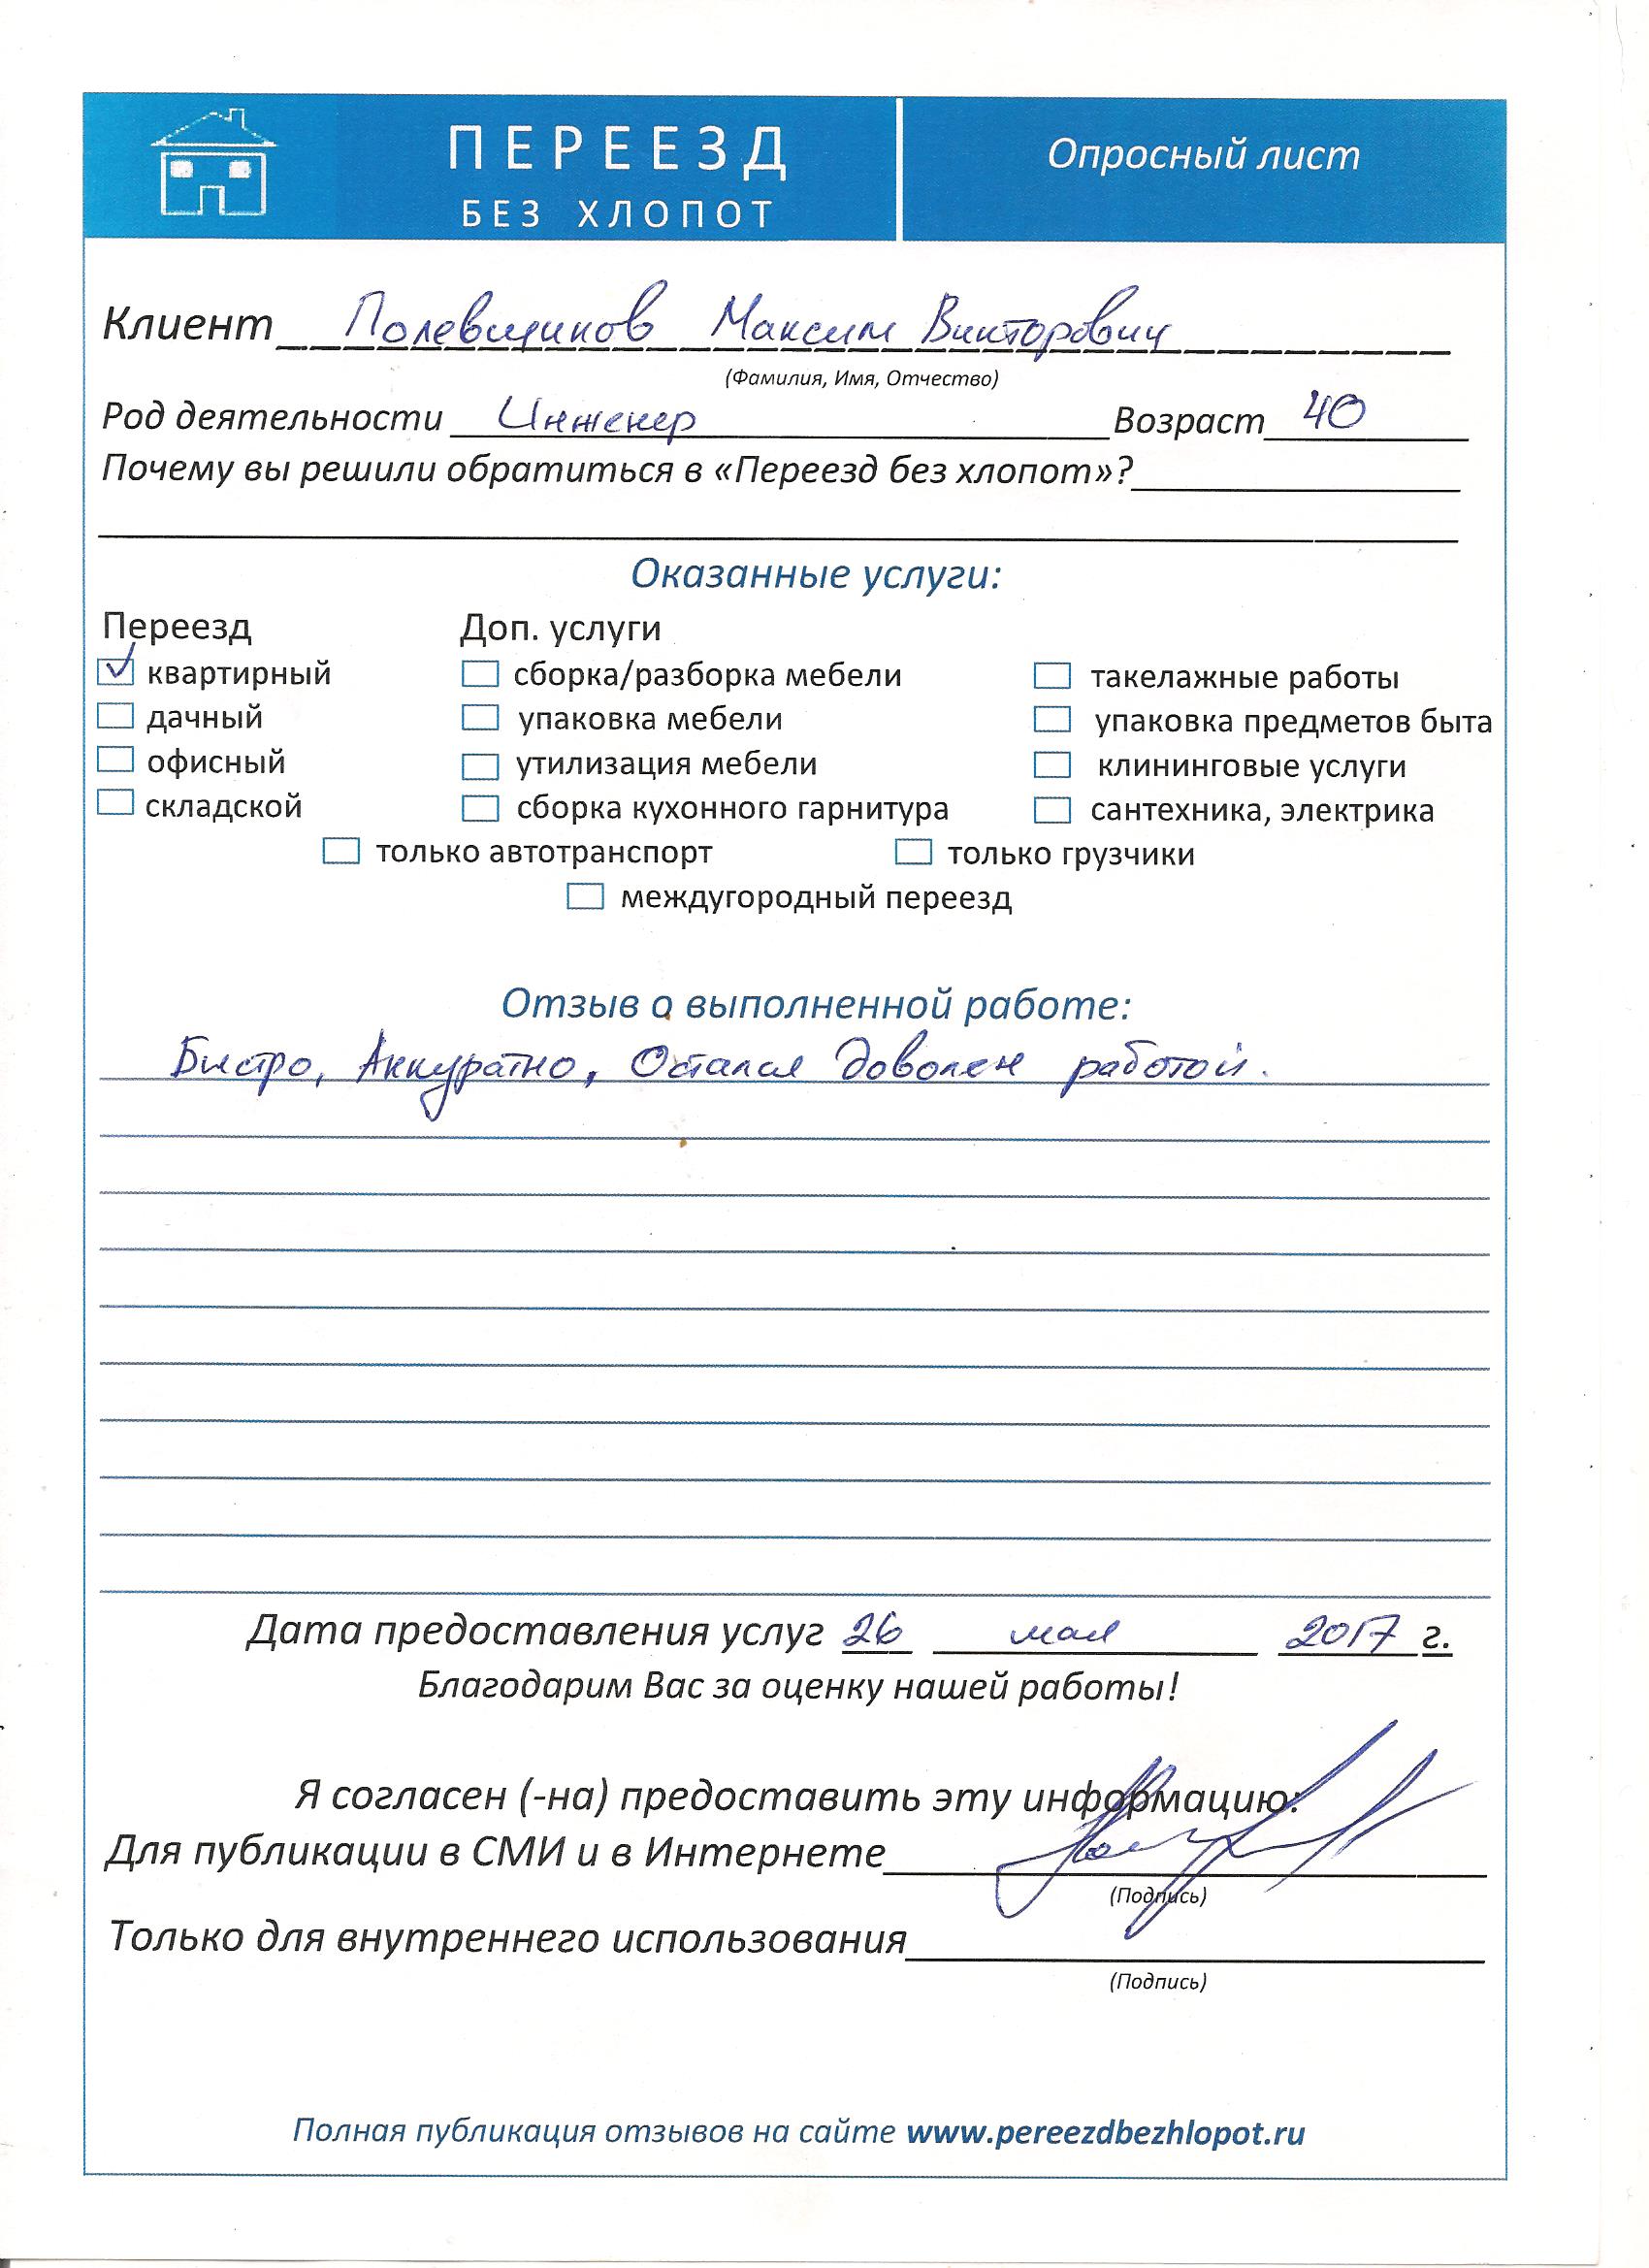 ПЕРЕЕЗД
БЕЗ ХЛОПОТ
Опросный лист
Клиент Полевщиков Максим Викторович
(Фамилия, Имя, Отчество)
Род деятельности Инженер Возраст 40
Почему вы решили обратиться в «Переезд без хлопот»?
Оказанные услуги:
Переезд Доп. услуги
квартирный сборка/разборка мебели такелажные работы
дачный упаковка мебели упаковка предметов быта
офисный утилизация мебели клининговые услуги
складской сборка кухонного гарнитура сантехника, электрика
только автотранспорт только грузчики
междугородный переезд
Отзыв о выполненной работе:
Быстро, Аккуратно, Остался доволен работой.
Дата предоставления услуг 26 мая 2017 г.
Благодарим Вас за оценку нашей работы!
Я согласен (-на) предоставить эту информацию:
Для публикации в СМИ и в Интернете
(Подпись)
Только для внутреннего использования
(Подпись)
Полная публикация отзывов на сайте www.pereezdbezhlopot.ru